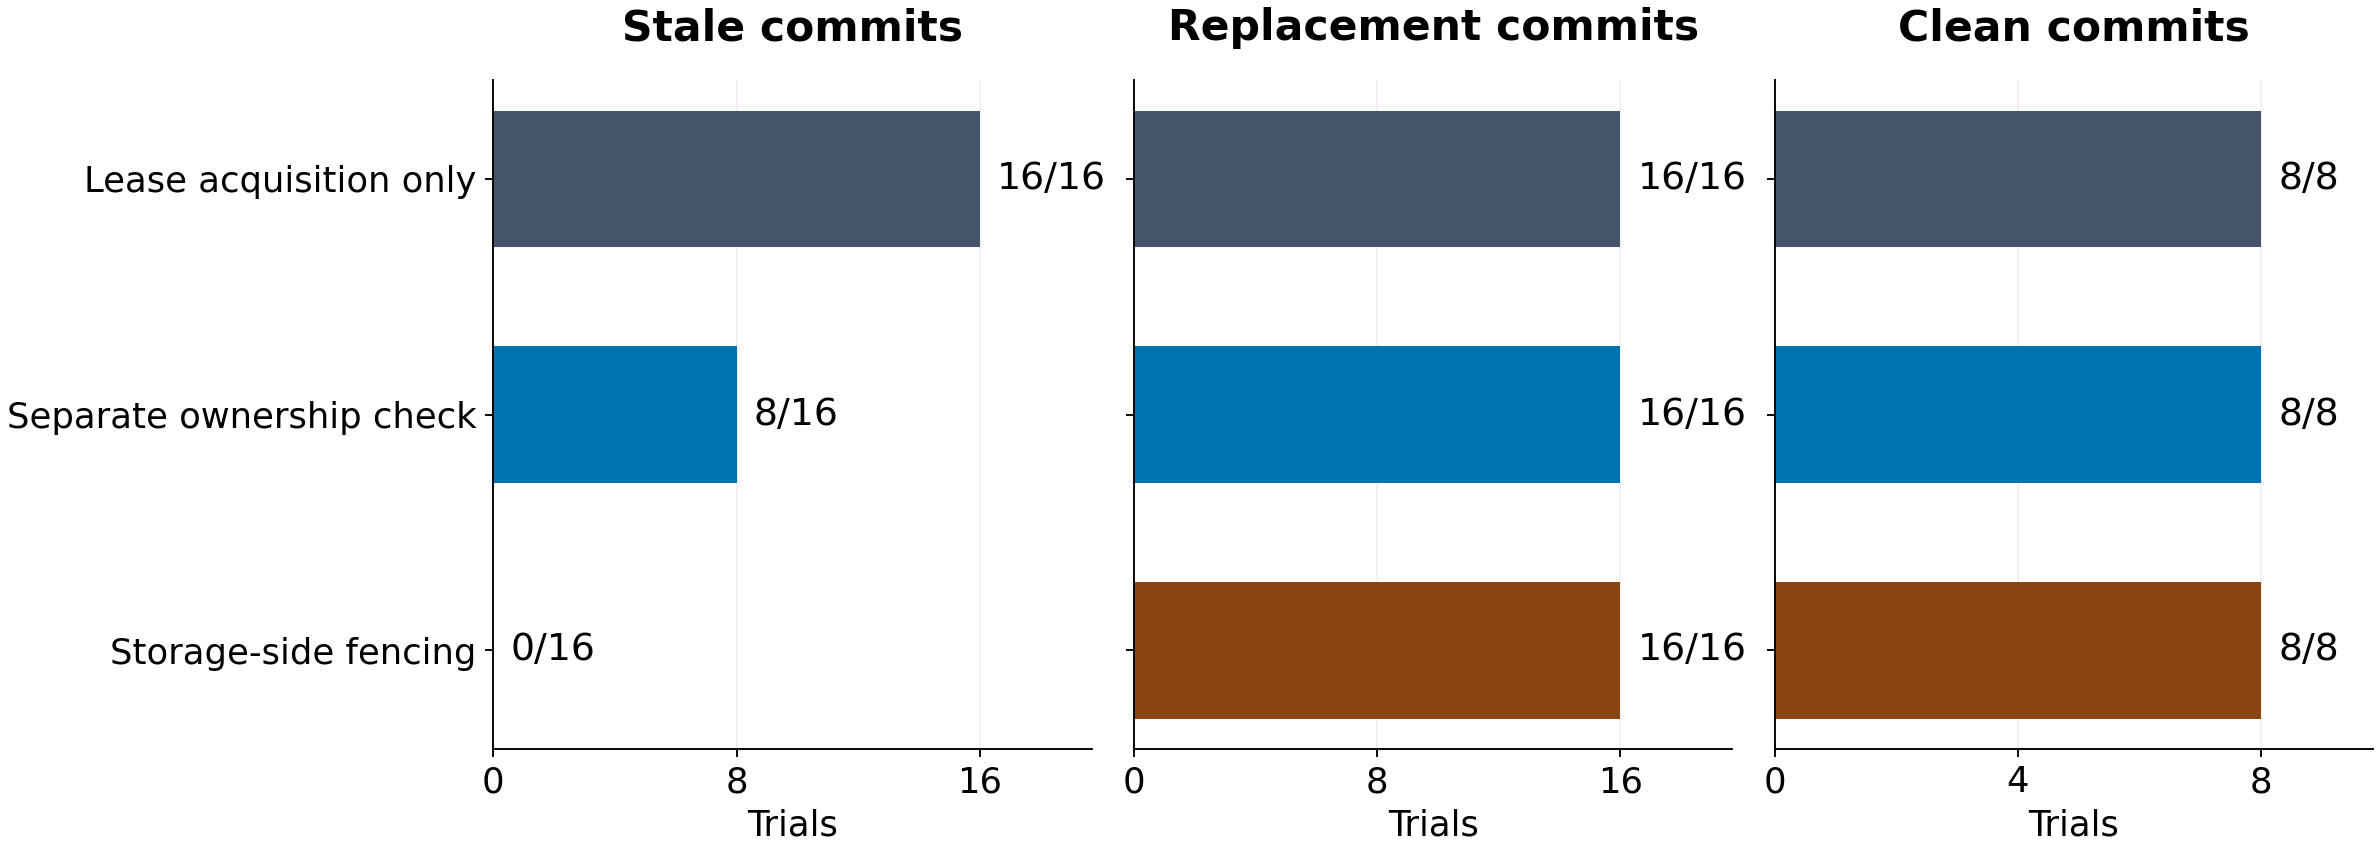 Stale commits
Replacement commits
Clean commits
Lease acquisition only
16/16
16/16
8/8
Separate ownership check
8/16
16/16
8/8
Storage-side fencing
0/16
16/16
8/8
0 8 16
0 8 16
0 4 8
Trials
Trials
Trials